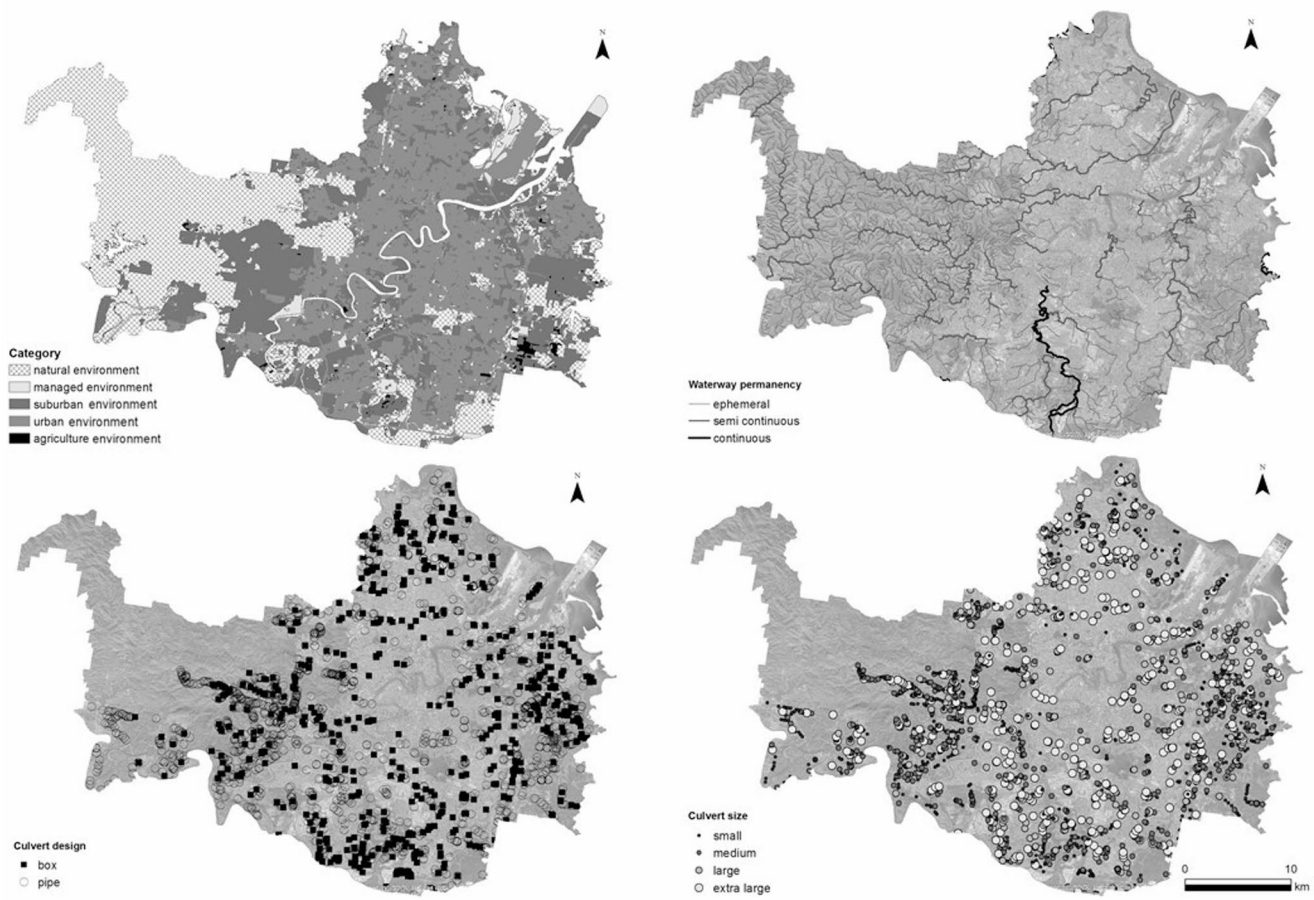 N
Category
natural environment
managed environment
suburban environment
urban environment
agriculture environment
N
Waterway permanency
ephemeral
semi continuous
continuous
N
Culvert design
box
pipe
N
Culvert size
small
medium
large
extra large
0 10
km